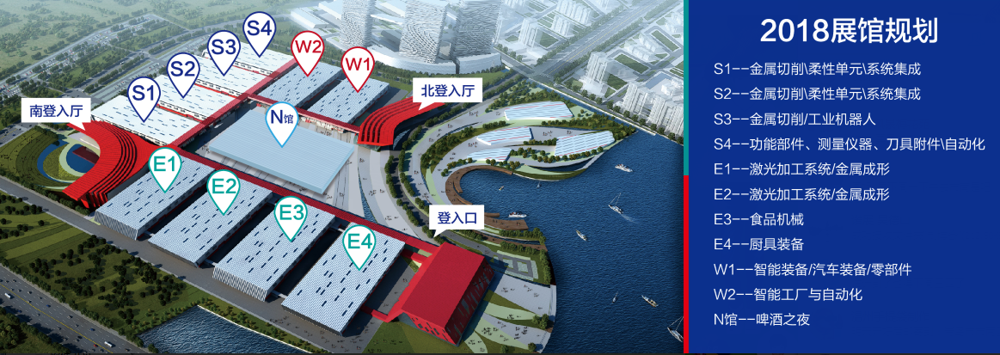 S4
S3
W2
S2
W1
S1
北登入厅
南登入厅
N馆
E1
E2
E3
登入口
E4
2018展馆规划
S1--金属切削\柔性单元\系统集成
S2--金属切削\柔性单元\系统集成
S3--金属切削/工业机器人
S4--功能部件、测量仪器、刀具附件\自动化
E1--激光加工系统/金属成形
E2--激光加工系统/金属成形
E3--食品机械
E4--厨具装备
W1--智能装备/汽车装备/零部件
W2--智能工厂与自动化
N馆--啤酒之夜